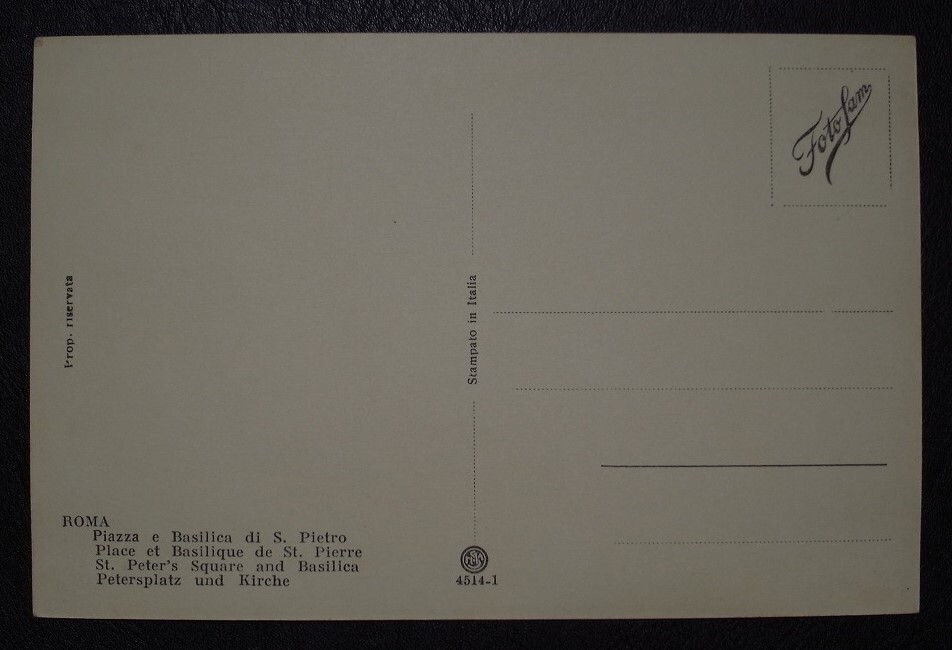 Foto fam
Prop. riservata
Stampato in Italia
ROMA
Piazza e Basilica di S. Pietro
Place et Basilique de St. Pierre
St. Peter's Square and Basilica
Petersplatz und Kirche
4514-1